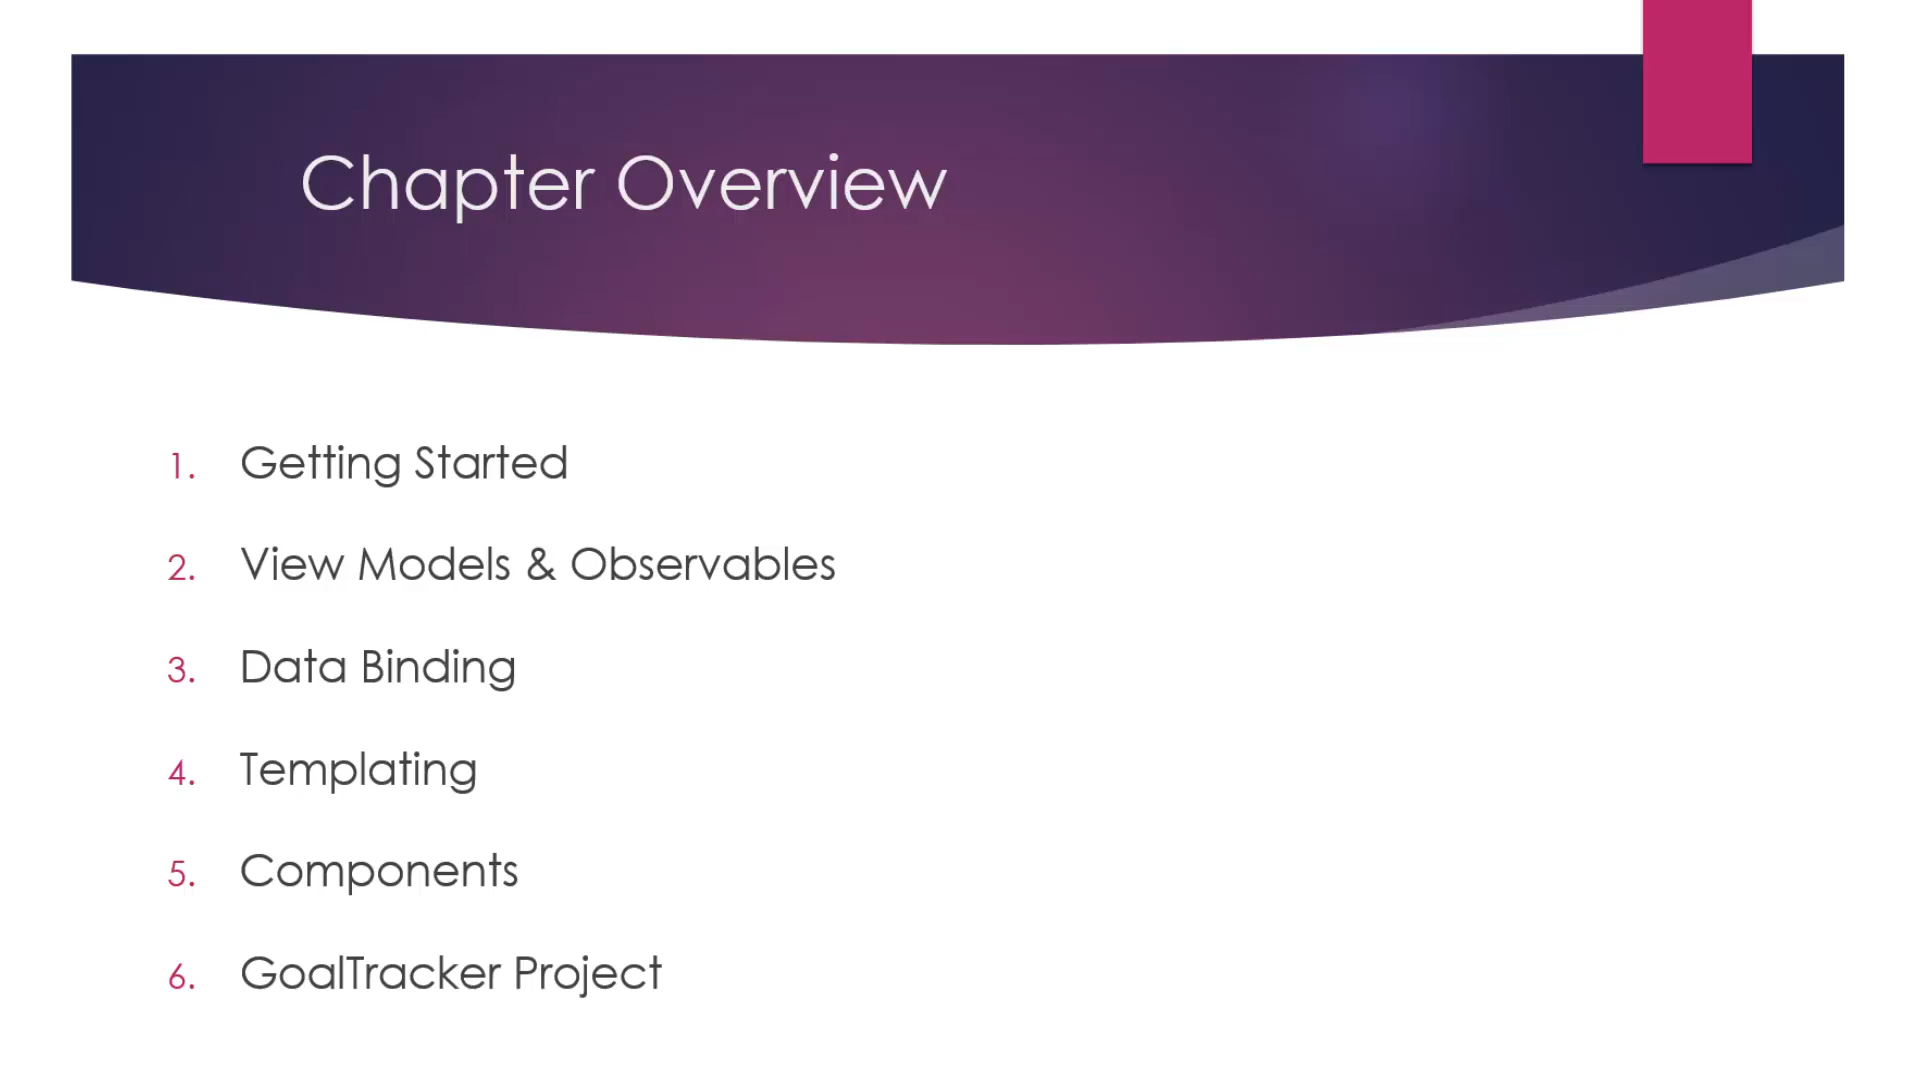 Chapter Overview
1. Getting Started
2. View Models & Observables
3. Data Binding
4. Templating
5. Components
6. GoalTracker Project